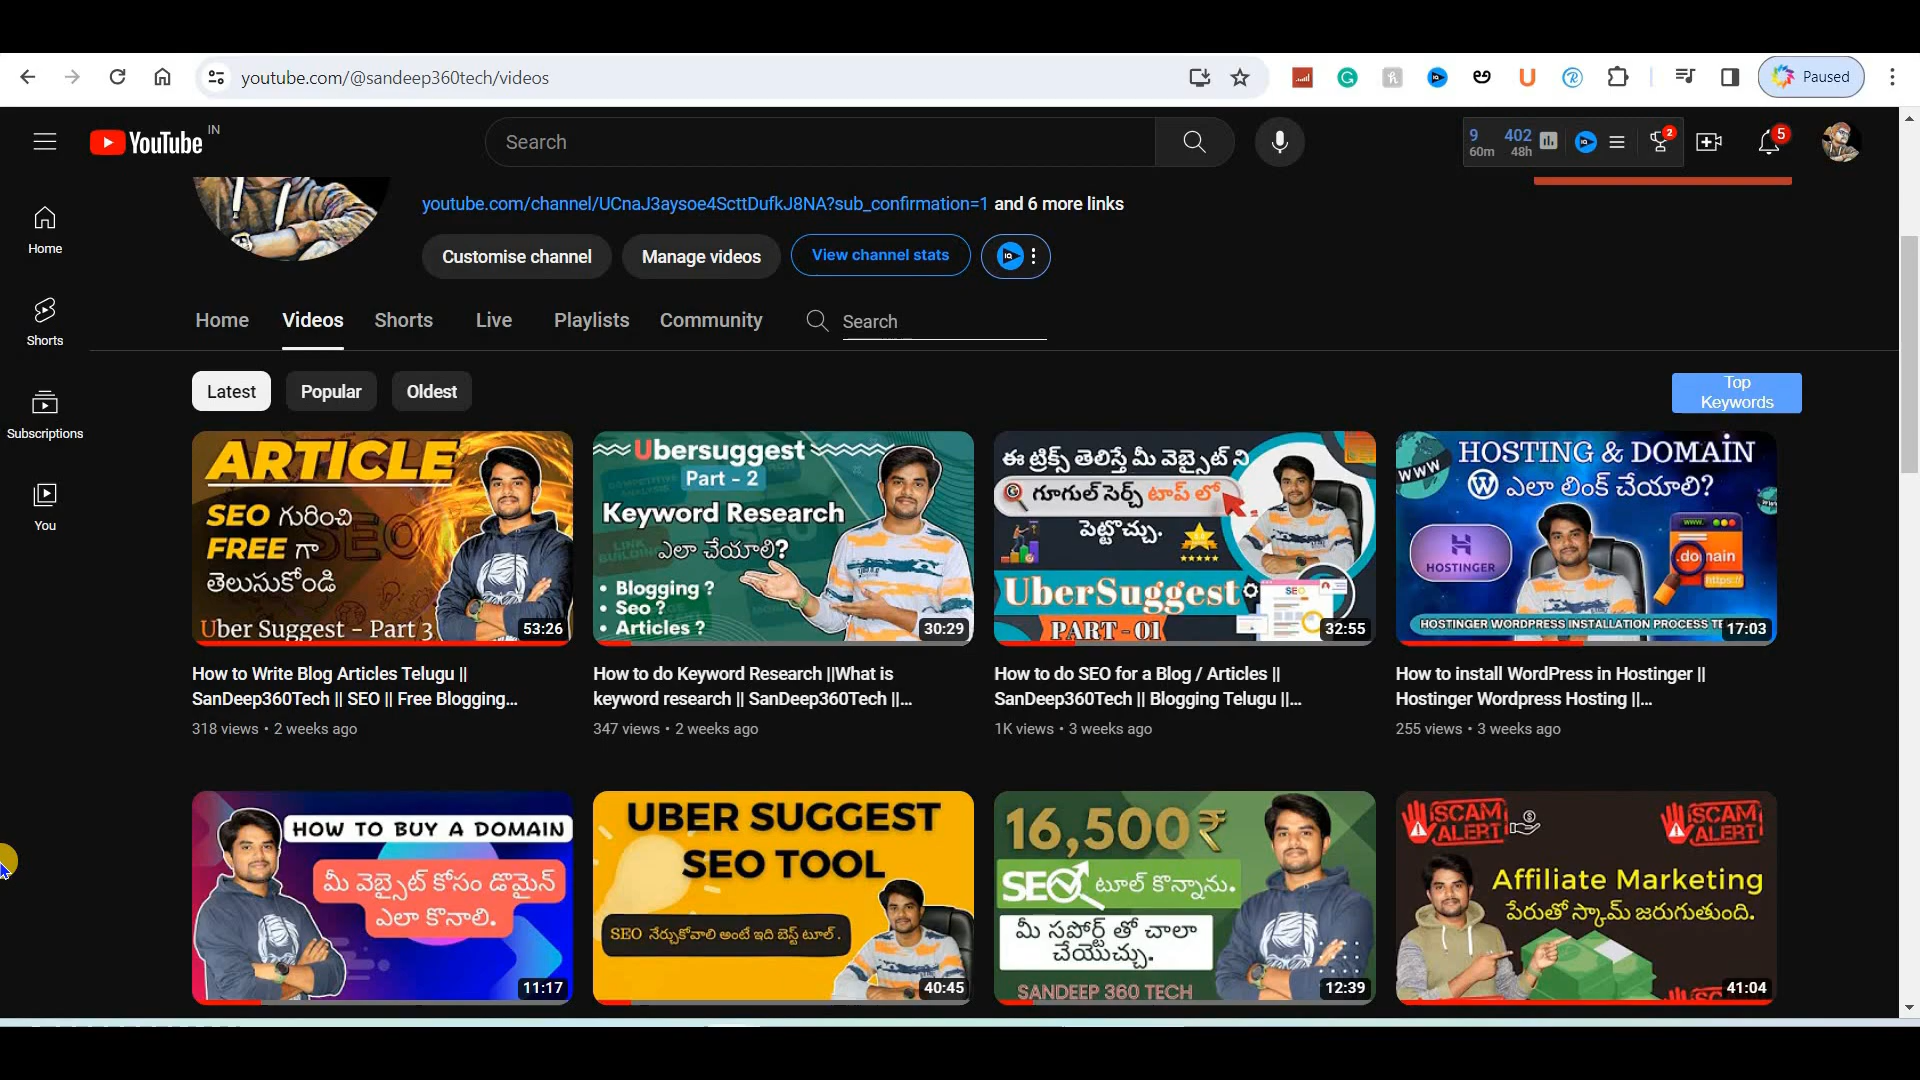 youtube.com/@sandeep360tech/videos
Paused
YouTube IN
Search
9 402
60m 48h
2
5
youtube.com/channel/UCnaJ3aysoe4ScttDufkJ8NA?sub_confirmation=1 and 6 more links
Customise channel
Manage videos
View channel stats
Home
Shorts
Subscriptions
You
Home
Videos
Shorts
Live
Playlists
Community
Search
Latest
Popular
Oldest
Top
Keywords
ARTICLE
SEO గురించి
FREE గా
తెలుసుకోండి
Uber Suggest - Part 3
53:26
Ubersuggest
Part - 2
Keyword Research
ఎలా చేయాలి?
• Blogging ?
• Seo ?
• Articles ?
30:29
ఈ ట్రిక్స్ తెలిస్తే మీ వెబ్సైట్ ని
గూగుల్ సెర్చ్ టాప్ లో
పెట్టొచ్చు.
UberSuggest
SEO
PART - 01
32:55
WWW
HOSTING & DOMAIN
ఎలా లింక్ చేయాలి?
HOSTINGER
www.
domain
https://
HOSTINGER WORDPRESS INSTALLATION PROCESS TE
17:03
How to Write Blog Articles Telugu ||
SanDeep360Tech || SEO || Free Blogging...
318 views • 2 weeks ago
How to do Keyword Research ||What is
keyword research || SanDeep360Tech ||...
347 views • 2 weeks ago
How to do SEO for a Blog / Articles ||
SanDeep360Tech || Blogging Telugu ||...
1K views • 3 weeks ago
How to install WordPress in Hostinger ||
Hostinger Wordpress Hosting ||...
255 views • 3 weeks ago
HOW TO BUY A DOMAIN
మీ వెబ్సైట్ కోసం డొమైన్
ఎలా కొనాలి.
11:17
UBER SUGGEST
SEO TOOL
SEO నేర్చుకోవాలి అంటే ఇది బెస్ట్ టూల్ .
40:45
16,500₹
SEO టూల్ కొన్నాను.
మీ సపోర్ట్ తో చాలా
చేయొచ్చు.
SANDEEP 360 TECH
12:39
SCAM
ALERT
SCAM
ALERT
Affiliate Marketing
పేరుతో స్కామ్ జరుగుతుంది.
41:04